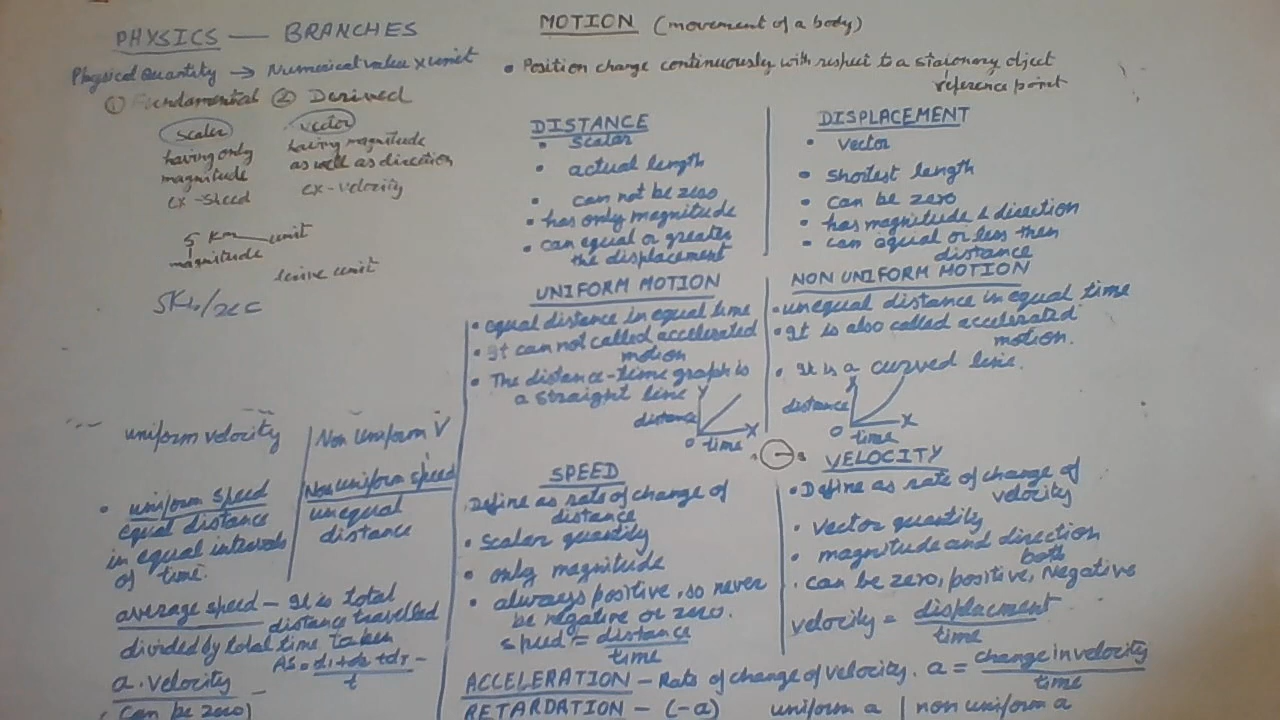 PHYSICS — BRANCHES
Physical Quantity → Numerical value x unit
① Fundamental ② Derived
scaler
having only
magnitude
ex - Speed
vector
having magnitude
as well as direction
ex - velocity
5 Km unit
magnitude
unit
MOTION (movement of a body)
• Position change continuously with respect to a stationary object
reference point
DISTANCE
• scalar
• actual length
• can not be zero
• has only magnitude
• can equal or greater
the displacement
DISPLACEMENT
• Vector
• Shortest length
• can be zero
• has magnitude & direction
• can equal or less then
distance
UNIFORM MOTION
• equal distance in equal time
• It can not called accelerated
motion
• The distance-time graph is
a straight line
Y
distance
O time X
NON UNIFORM MOTION
• unequal distance in equal time
• It is also called accelerated
motion.
• It is a curved line.
Y
distance
O time X
uniform velocity
• uniform speed
equal distance
in equal intervals
of time.
Non uniform V
Non uniform speed
unequal
distance
average speed - It is total
distance travelled
divided by total time taken
AS =
t
a. velocity
(can be zero)
SPEED
Define as rate of change of
distance
• Scalar quantity
• only magnitude
• always positive, so never
be negative or zero.
speed = distance
time
VELOCITY
• Define as rate of change of
velocity
• vector quantity
• magnitude and direction
both
• can be zero, positive, Negative
velocity = displacment
time
ACCELERATION - Rate of change of velocity. a = change in velocity
time
RETARDATION - (-a) uniform a | non uniform a